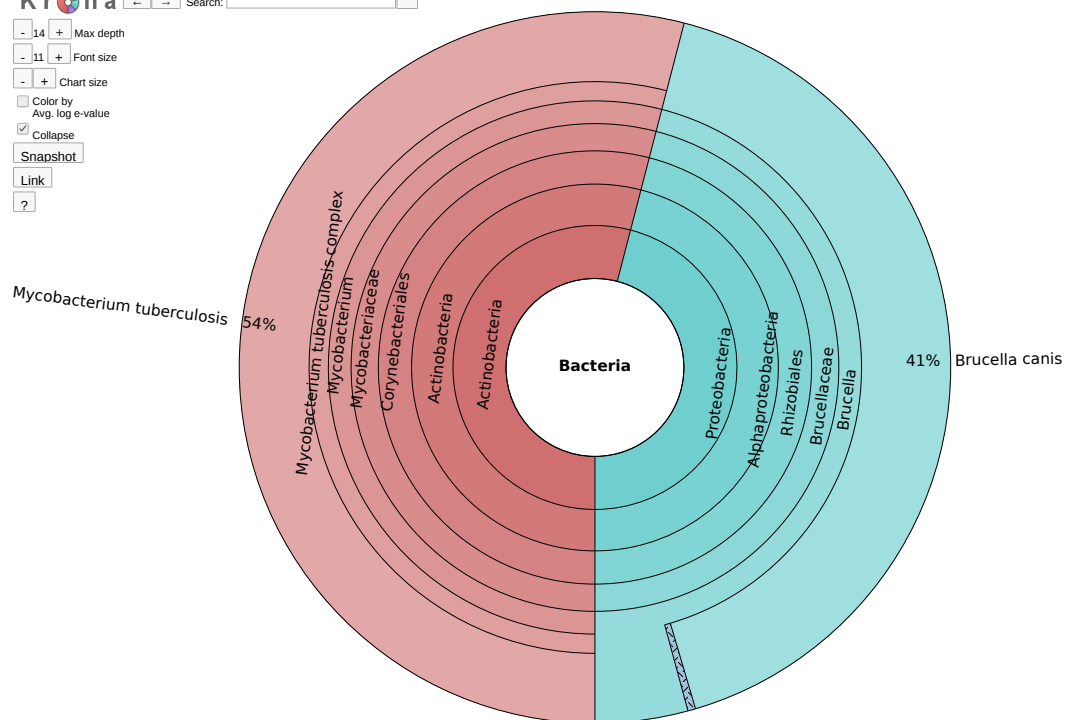 Krona
← → Search:
- 14 + Max depth
- 11 + Font size
- + Chart size
Color by
Avg. log e-value
Collapse
Snapshot
Link
?
Mycobacterium tuberculosis 54%
Mycobacterium tuberculosis complex
Mycobacterium
Mycobacteriaceae
Corynebacteriales
Actinobacteria
Actinobacteria
Bacteria
Proteobacteria
Alphaproteobacteria
Rhizobiales
Brucellaceae
Brucella
41% Brucella canis